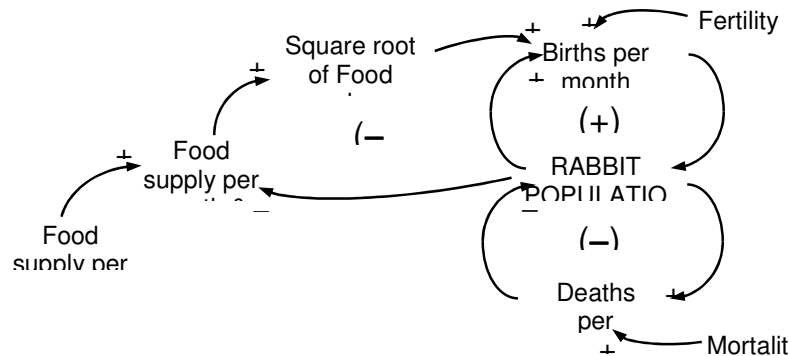 Fertility
+ +
Square root
of Food
Births per
month
+
+
(+)
(–
+
Food
supply per
RABBIT
POPULATIO
–
–
Food
supply per
(–)
Deaths
per
+
+
Mortalit